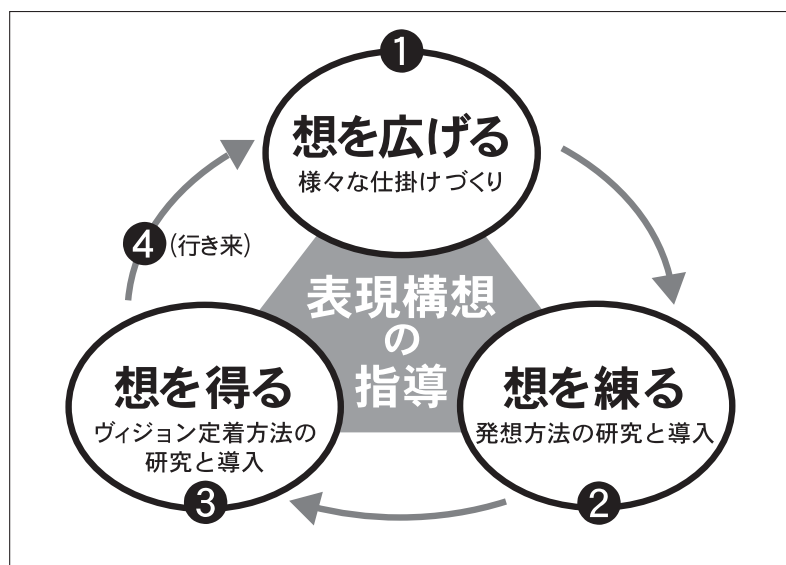 1
想を広げる
様々な仕掛けづくり
4 (行き来)
表現構想
の
指導
想を得る
ヴィジョン定着方法の
研究と導入
3
想を練る
発想方法の研究と導入
2